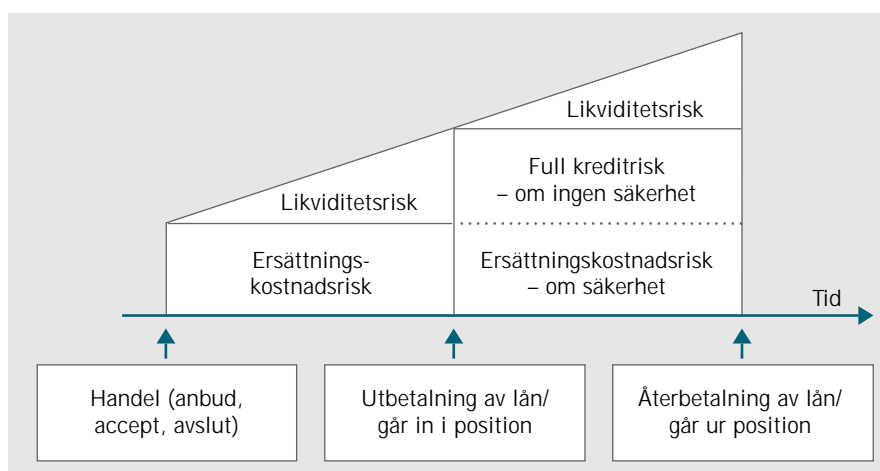 Likviditetsrisk
Full kreditrisk
– om ingen säkerhet
Likviditetsrisk
Ersättnings-
kostnadsrisk
Ersättningskostnadsrisk
– om säkerhet
Tid
Handel (anbud,
accept, avslut)
Utbetalning av lån/
går in i position
Återbetalning av lån/
går ur position